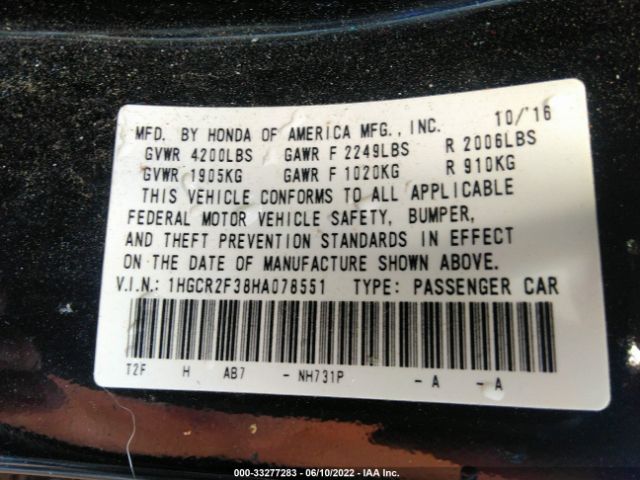 10/'16
MFD. BY HONDA OF AMERICA MFG., INC.
GVWR 4200LBS GAWR F 2249LBS R 2006LBS
GVWR 1905KG GAWR F 1020KG R 910KG
THIS VEHICLE CONFORMS TO ALL APPLICABLE
FEDERAL MOTOR VEHICLE SAFETY, BUMPER,
AND THEFT PREVENTION STANDARDS IN EFFECT
ON THE DATE OF MANUFACTURE SHOWN ABOVE.
V.I.N.: 1HGCR2F38HA078551 TYPE: PASSENGER CAR
T2F H AB7 - NH731P - A - A
000-33277283 - 06/10/2022 - IAA Inc.